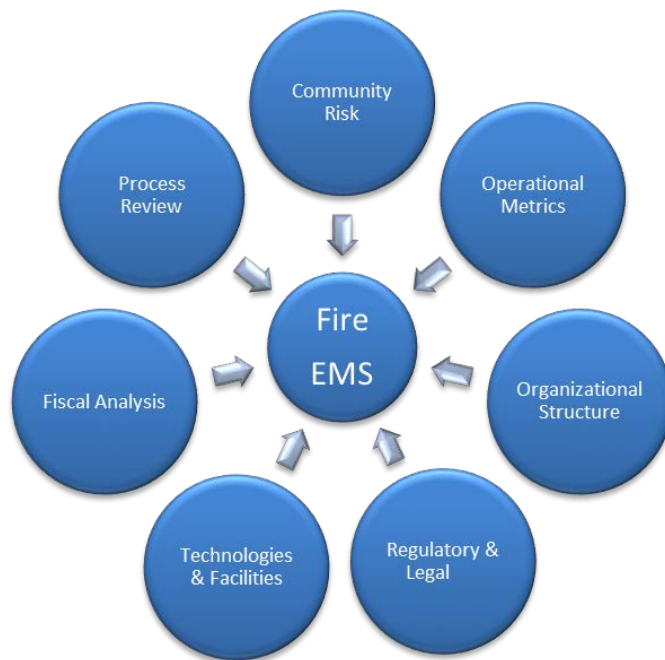 Community
Risk
Operational
Metrics
Organizational
Structure
Regulatory &
Legal
Technologies
& Facilities
Fiscal Analysis
Process
Review
Fire
EMS